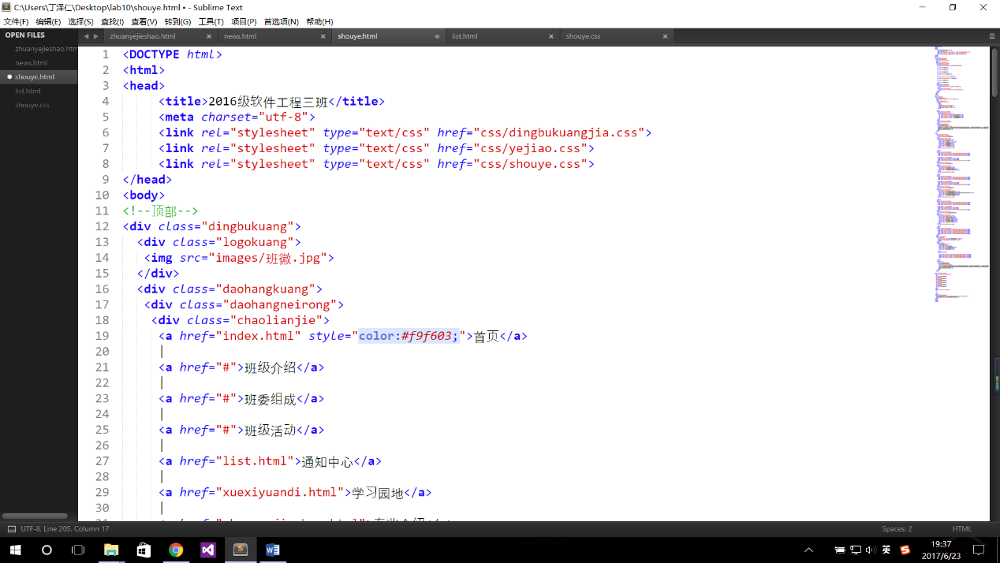 C:\Users\丁泽仁\Desktop\lab10\shouye.html • - Sublime Text
文件(F) 编辑(E) 选择(S) 查找(I) 查看(V) 转到(G) 工具(T) 项目(P) 首选项(N) 帮助(H)
OPEN FILES
zhuanyejieshao.htm
news.html
shouye.html
list.html
shouye.css
zhuanyejieshao.html news.html shouye.html list.html shouye.css
1 <DOCTYPE html>
2 <html>
3 <head>
4 <title>2016级软件工程三班</title>
5 <meta charset="utf-8">
6 <link rel="stylesheet" type="text/css" href="css/dingbukuangjia.css">
7 <link rel="stylesheet" type="text/css" href="css/yejiao.css">
8 <link rel="stylesheet" type="text/css" href="css/shouye.css">
9 </head>
10 <body>
11 <!--顶部-->
12 <div class="dingbukuang">
13 <div class="logokuang">
14 <img src="images/班徽.jpg">
15 </div>
16 <div class="daohangkuang">
17 <div class="daohangneirong">
18 <div class="chaolianjie">
19 <a href="index.html" style="color:#f9f603;">首页</a>
20 |
21 <a href="#">班级介绍</a>
22 |
23 <a href="#">班委组成</a>
24 |
25 <a href="#">班级活动</a>
26 |
27 <a href="list.html">通知中心</a>
28 |
29 <a href="xuexiyuandi.html">学习园地</a>
30 |
UTF-8, Line 205, Column 17
Spaces: 2
HTML
英
19:37
2017/6/23